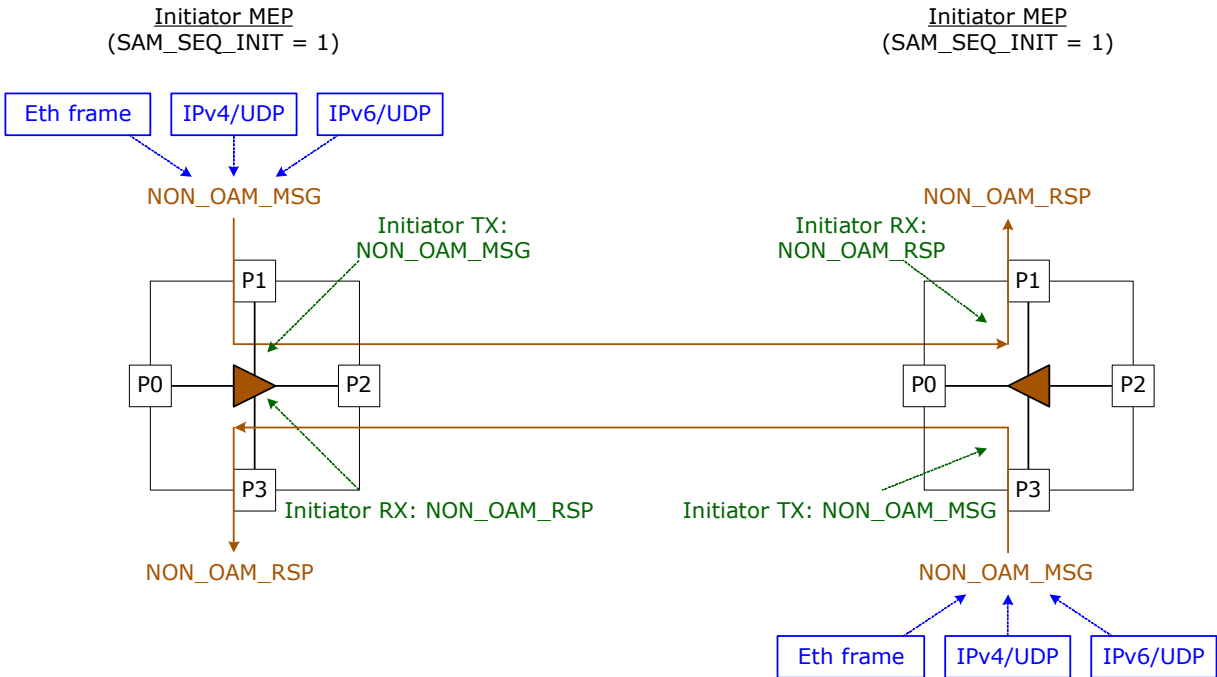 Initiator MEP
(SAM_SEQ_INIT = 1)
Initiator MEP
(SAM_SEQ_INIT = 1)
Eth frame
IPv4/UDP
IPv6/UDP
NON_OAM_MSG
NON_OAM_RSP
Initiator TX:
NON_OAM_MSG
Initiator RX:
NON_OAM_RSP
P1
P1
P0
P2
P0
P2
P3
P3
Initiator RX: NON_OAM_RSP
Initiator TX: NON_OAM_MSG
NON_OAM_RSP
NON_OAM_MSG
Eth frame
IPv4/UDP
IPv6/UDP